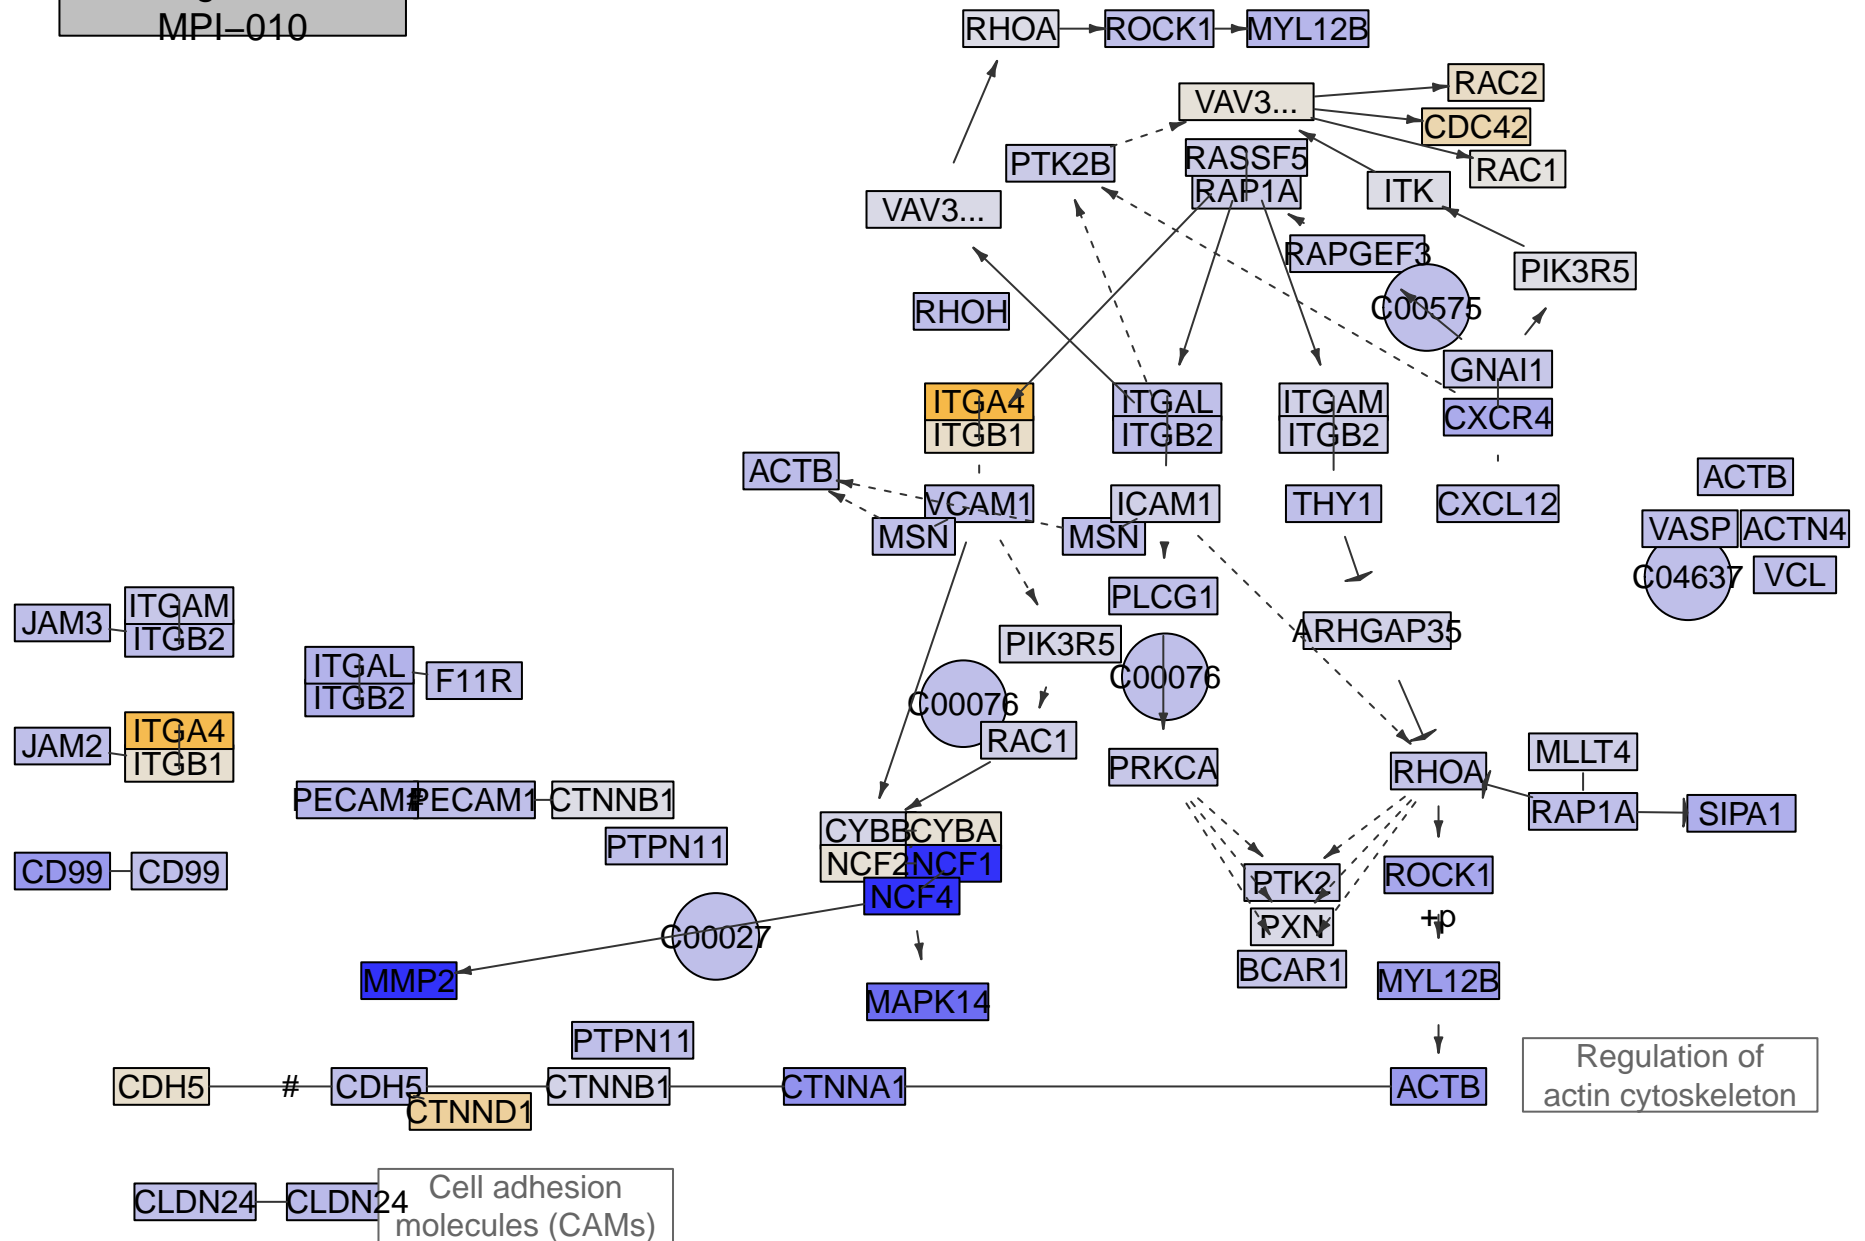 MPI-010
RHOA
ROCK1
MYL12B
RAC2
VAV3...
CDC42
RASSF5
PTK2B
RAC1
RAP1A
ITK
VAV3...
RAPGEF3
PIK3R5
C00575
RHOH
GNAI1
ITGA4
ITGAL
ITGAM
CXCR4
ITGB1
ITGB2
ITGB2
ACTB
ACTB
VCAM1
ICAM1
THY1
CXCL12
MSN
MSN
VASP
ACTN4
C04637
VCL
PLCG1
ITGAM
JAM3
ITGB2
ARHGAP35
PIK3R5
ITGAL
F11R
ITGB2
C00076
C00076
ITGA4
JAM2
ITGB1
RAC1
MLLT4
PRKCA
RHOA
PECAM1
#
PECAM1
CTNNB1
RAP1A
SIPA1
CYBB
CYBA
PTPN11
NCF2
NCF1
CD99
CD99
NCF4
PTK2
ROCK1
+p
PXN
C00027
BCAR1
MMP2
MYL12B
MAPK14
PTPN11
CDH5
#
CDH5
CTNNB1
CTNNA1
ACTB
CTNND1
Regulation of
actin cytoskeleton
CLDN24
CLDN24
Cell adhesion
molecules (CAMs)